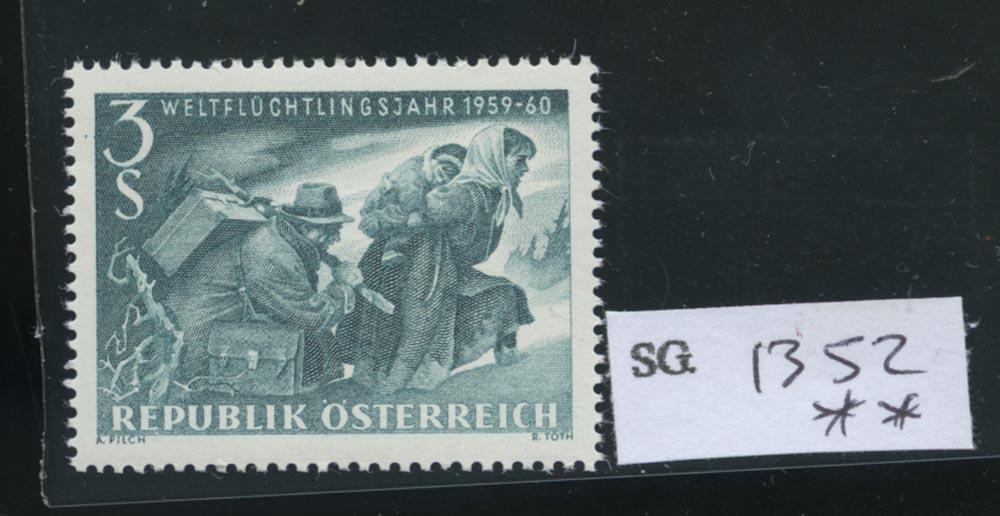 3 WELTFLÜCHTLINGSJAHR 1959-60
S
REPUBLIK ÖSTERREICH
A. PILCH
R. TOTH
SG. 1352
**